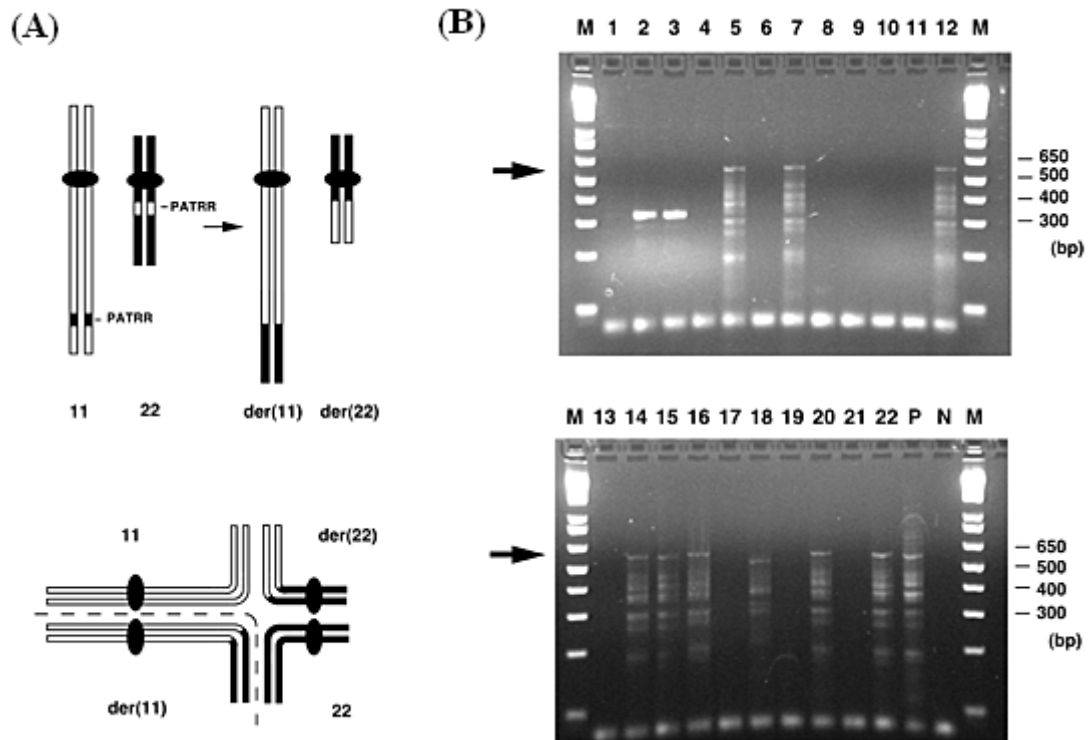 (A)
PATRR
PATRR
11 22 der(11) der(22)
11
der(22)
der(11)
22
(B)
M 1 2 3 4 5 6 7 8 9 10 11 12 M
650
500
400
300
(bp)
M 13 14 15 16 17 18 19 20 21 22 P N M
650
500
400
300
(bp)